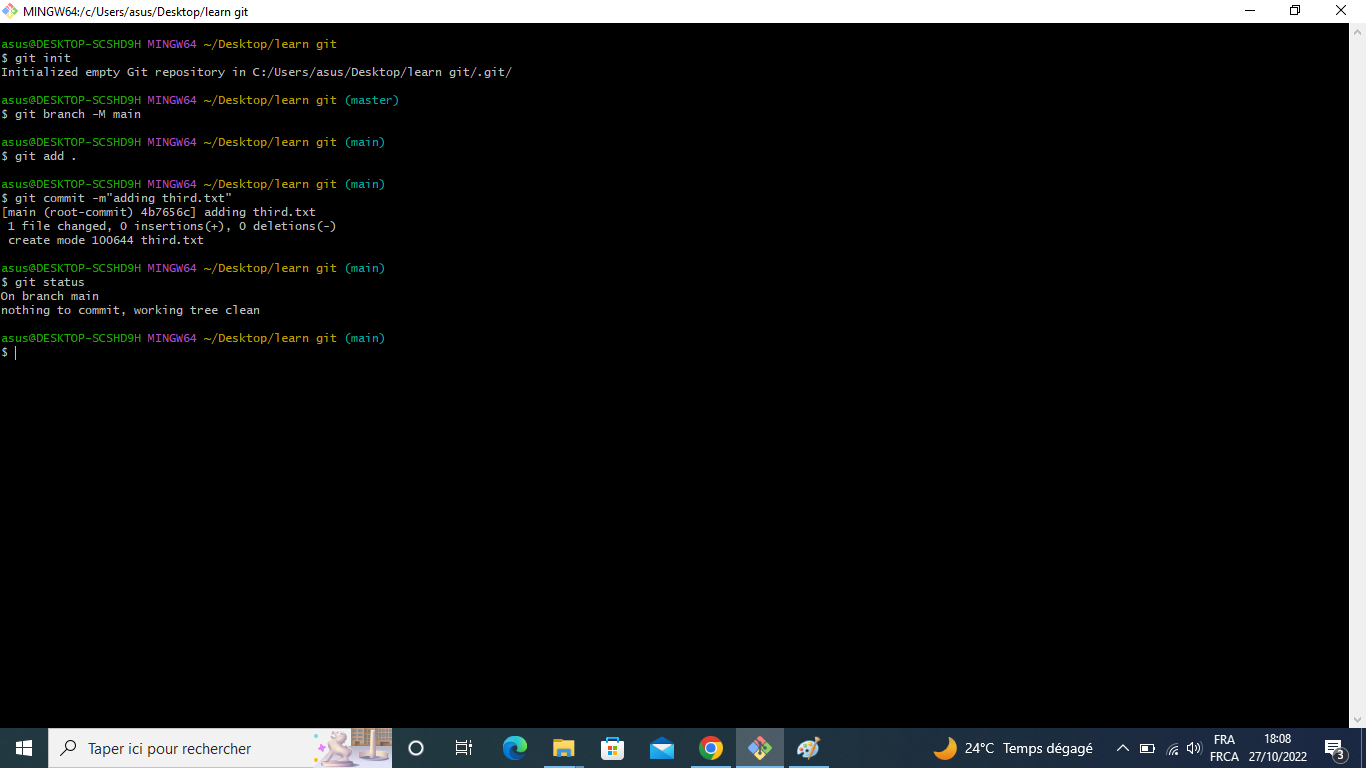 MINGW64:/c/Users/asus/Desktop/learn git
asus@DESKTOP-SCSHD9H MINGW64 ~/Desktop/learn git
$ git init
Initialized empty Git repository in C:/Users/asus/Desktop/learn git/.git/
asus@DESKTOP-SCSHD9H MINGW64 ~/Desktop/learn git (master)
$ git branch -M main
asus@DESKTOP-SCSHD9H MINGW64 ~/Desktop/learn git (main)
$ git add .
asus@DESKTOP-SCSHD9H MINGW64 ~/Desktop/learn git (main)
$ git commit -m"adding third.txt"
[main (root-commit) 4b7656c] adding third.txt
 1 file changed, 0 insertions(+), 0 deletions(-)
 create mode 100644 third.txt
asus@DESKTOP-SCSHD9H MINGW64 ~/Desktop/learn git (main)
$ git status
On branch main
nothing to commit, working tree clean
asus@DESKTOP-SCSHD9H MINGW64 ~/Desktop/learn git (main)
$
Taper ici pour rechercher
24°C Temps dégagé
FRA
FRCA
18:08
27/10/2022
3